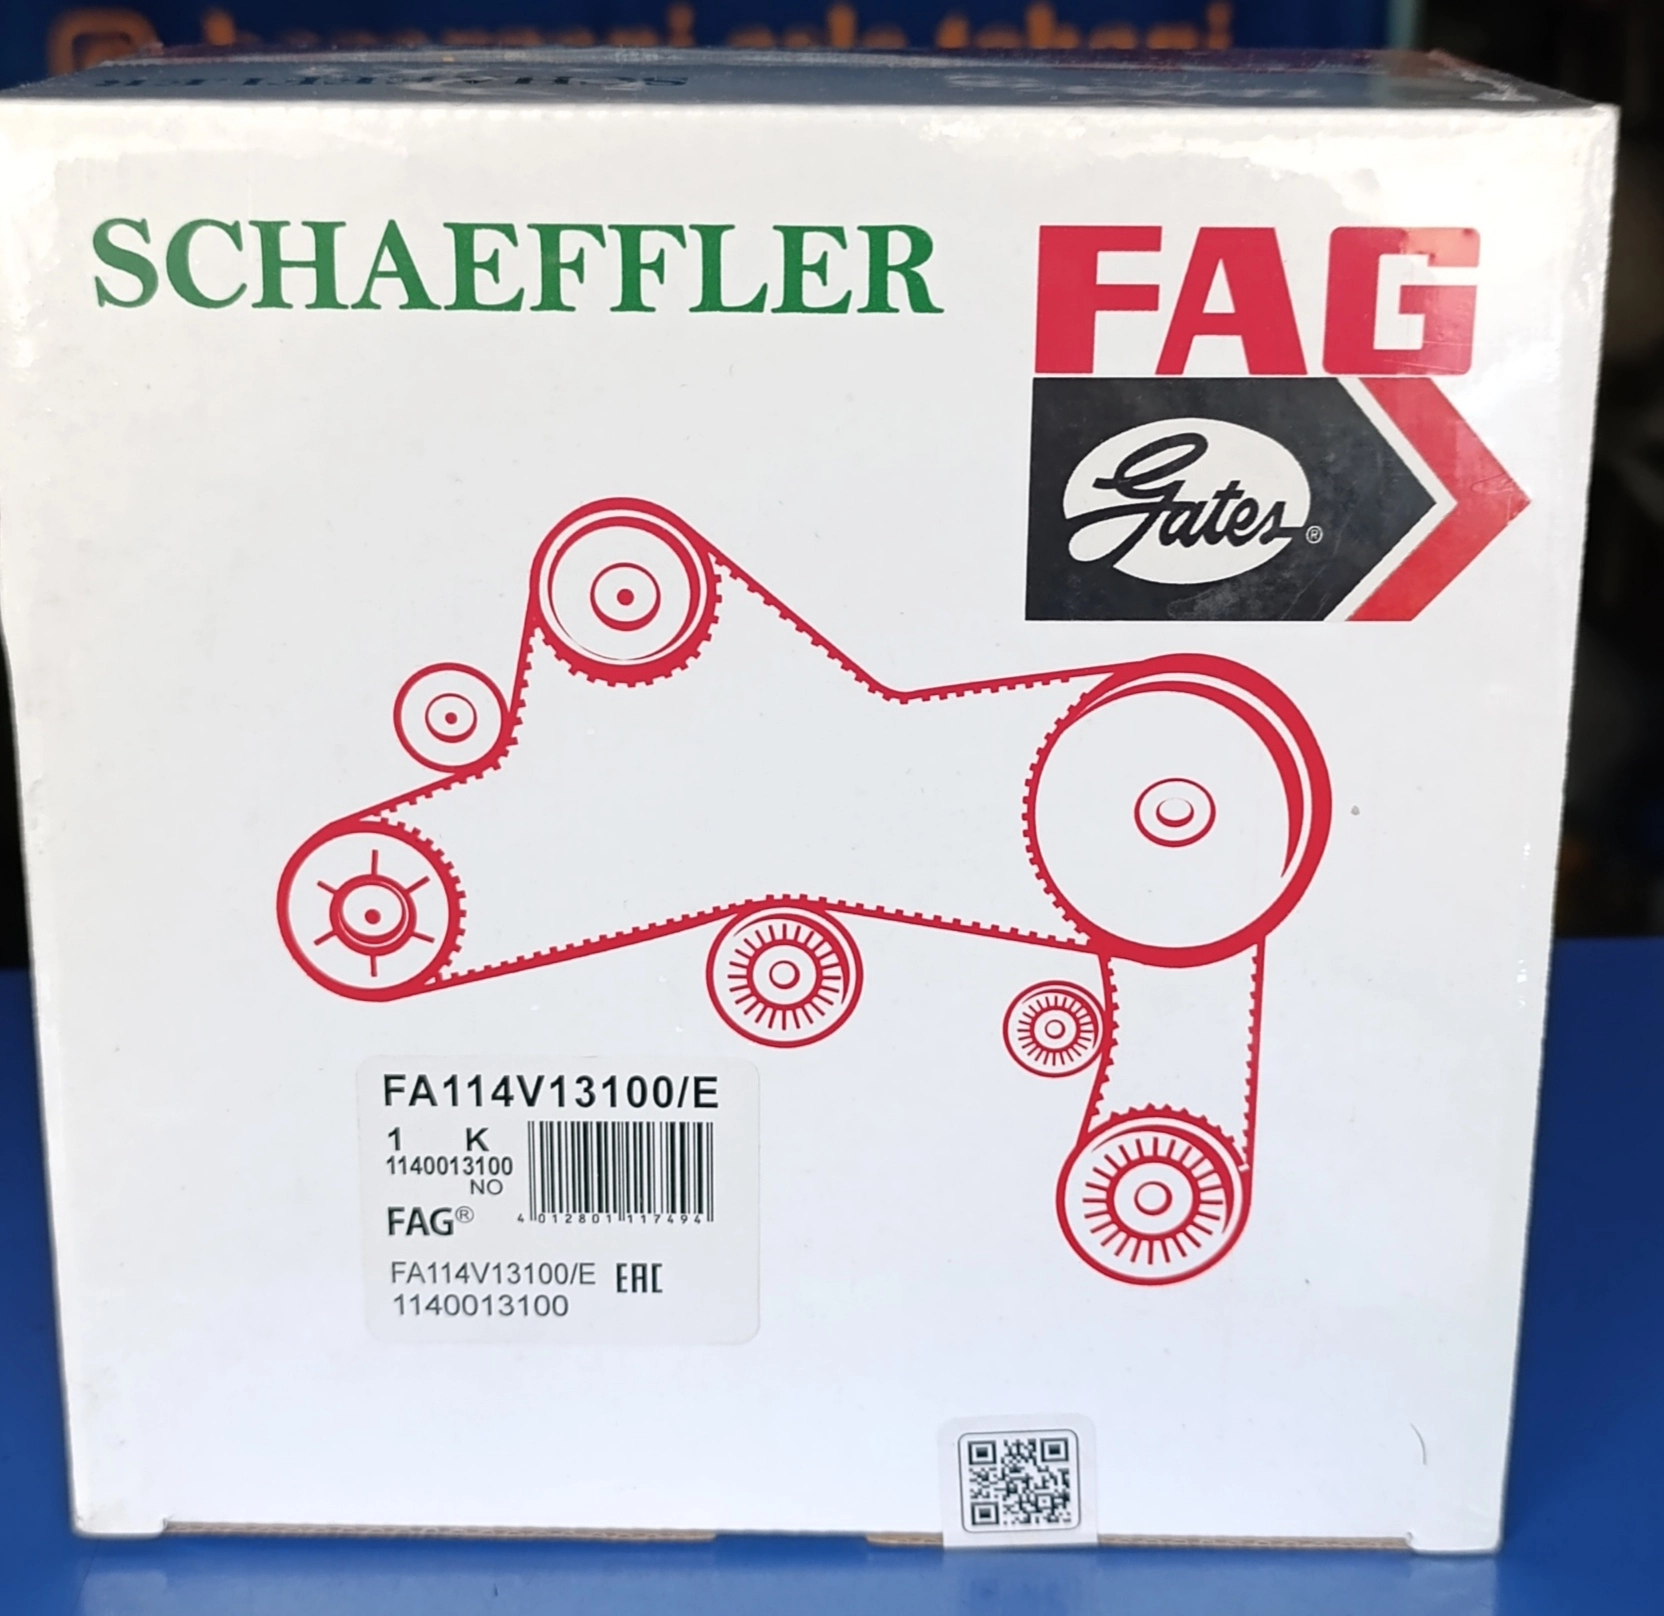 SCHAEFFLER
FAG
Gates®
FA114V13100/E
1 K
1140013100
NO
FAG®
4 012801 117494
FA114V13100/E EAC
1140013100